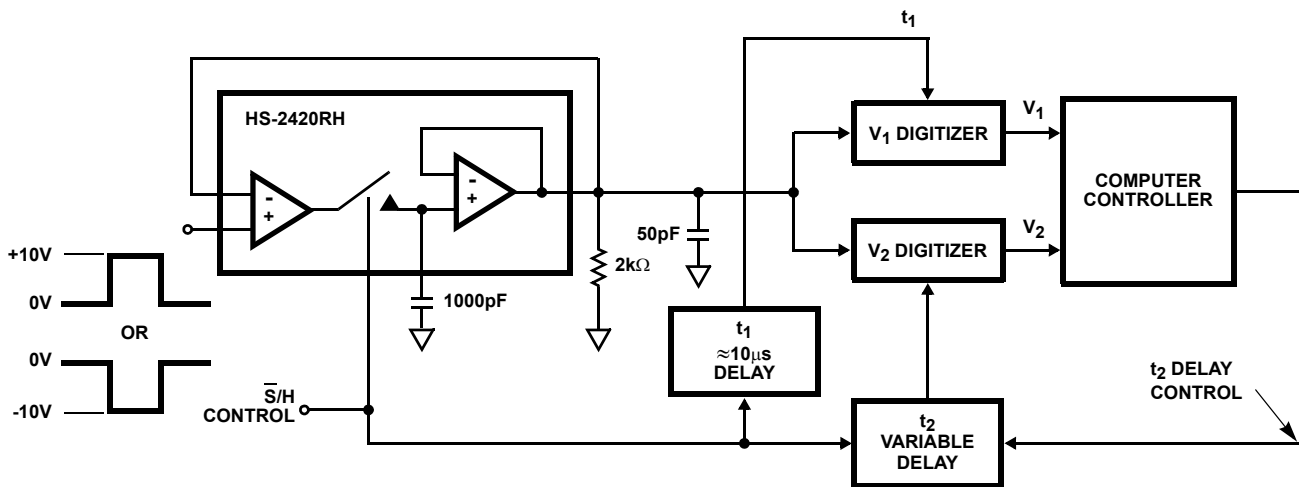 t1
HS-2420RH
-
+
-
+
V1 DIGITIZER
V1
COMPUTER
CONTROLLER
V2 DIGITIZER
V2
50pF
2kΩ
1000pF
+10V
0V
OR
0V
-10V
S̅/H
CONTROL
t1
≈10μs
DELAY
t2
VARIABLE
DELAY
t2 DELAY
CONTROL